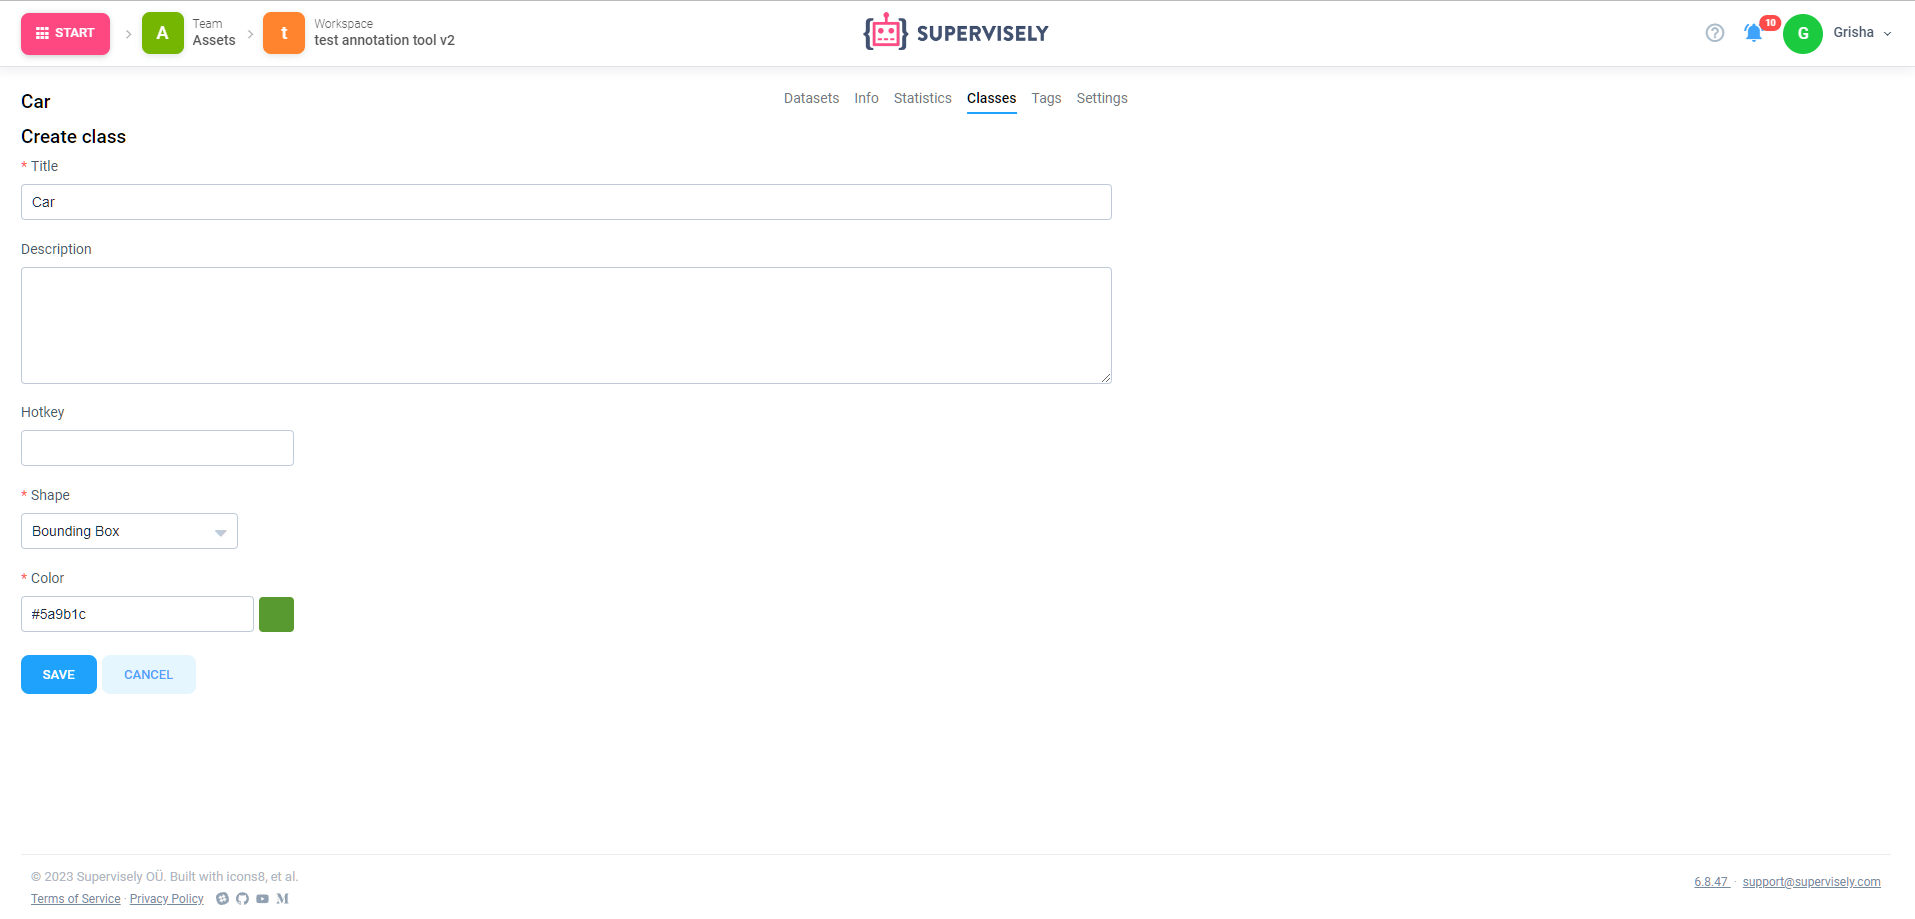 START
A
Team
Assets
t
Workspace
test annotation tool v2
SUPERVISELY
10
G
Grisha
Car
Datasets Info Statistics Classes Tags Settings
Create class
* Title
Car
Description
Hotkey
* Shape
Bounding Box
* Color
#5a9b1c
SAVE CANCEL
© 2023 Supervisely OÜ. Built with icons8, et al.
Terms of Service · Privacy Policy
6.8.47 · support@supervisely.com